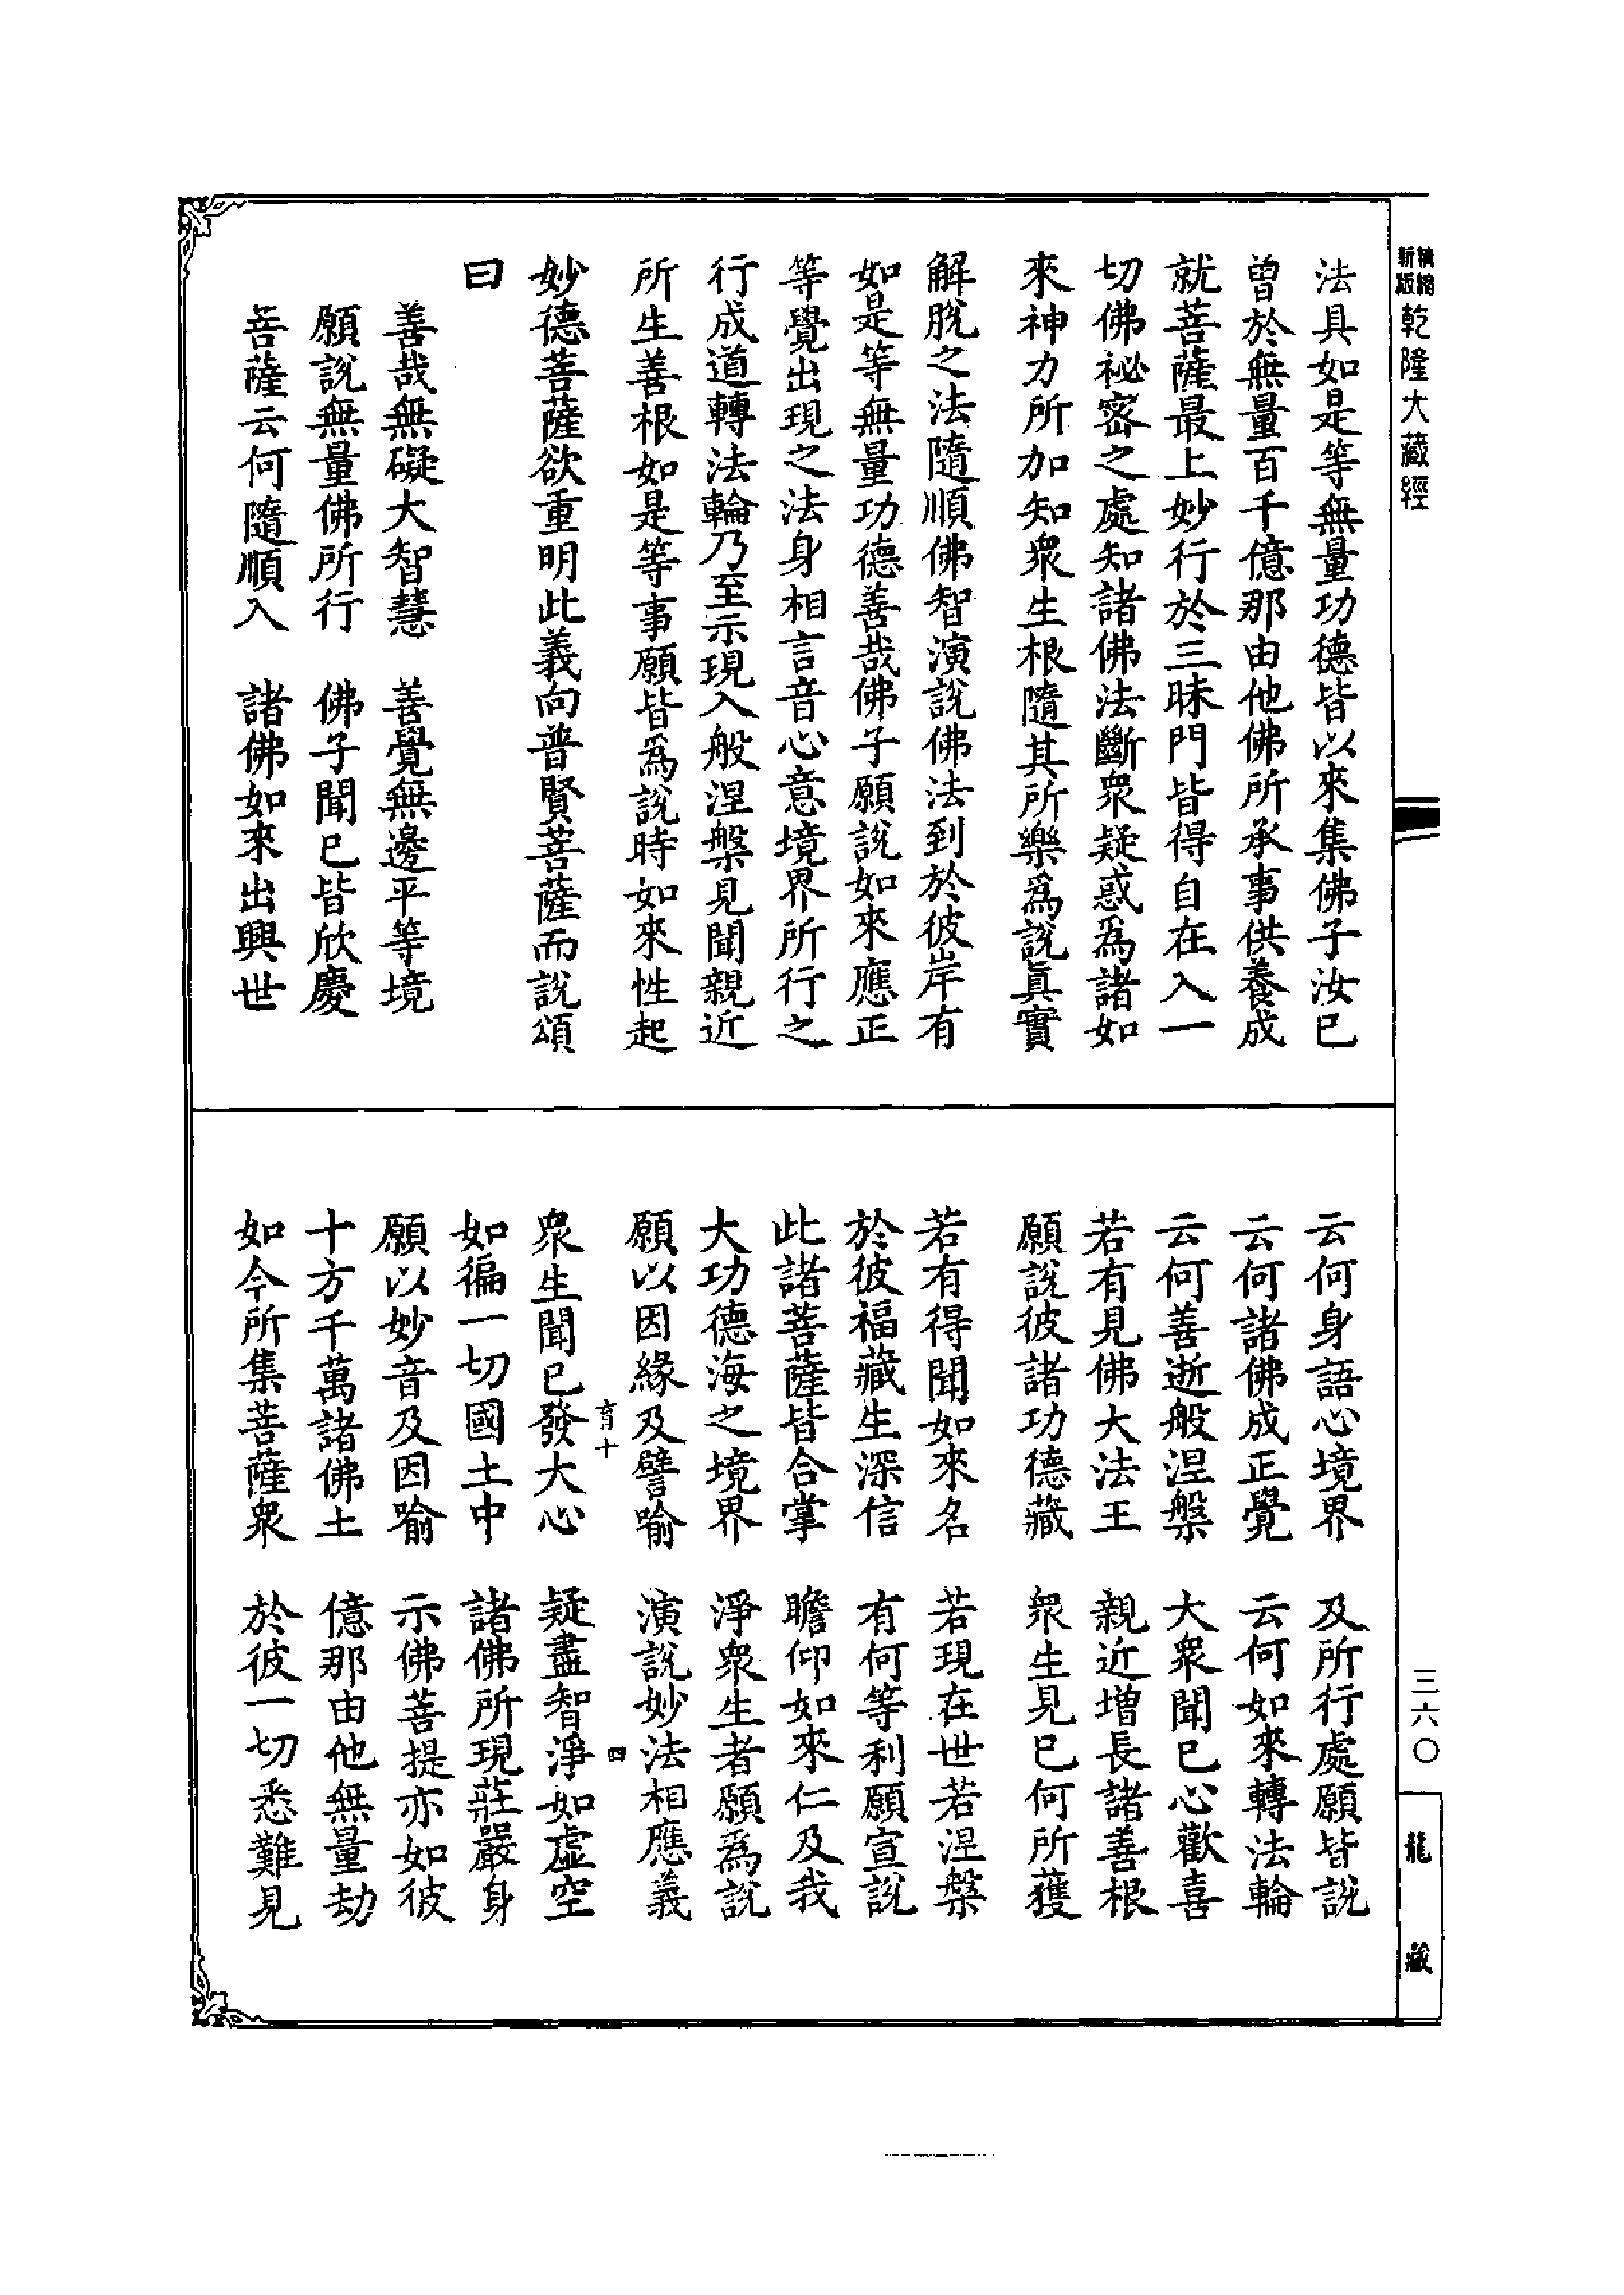 精縮
新版
乾隆大藏經
三六〇
龍藏
法具如是等無量功德皆以來集佛子汝已
曾於無量百千億那由他佛所承事供養成
就菩薩最上妙行於三昧門皆得自在入一
切佛祕密之處知諸佛法斷衆疑惑爲諸如
來神力所加知衆生根隨其所樂爲說眞實
解脫之法隨順佛智演說佛法到於彼岸有
如是等無量功德善哉佛子願說如來應正
等覺出現之法身相言音心意境界所行之
行成道轉法輪乃至示現入般涅槃見聞親近
所生善根如是等事願皆爲說時如來性起
妙德菩薩欲重明此義向普賢菩薩而說頌
曰
善哉無礙大智慧　善覺無邊平等境
願說無量佛所行　佛子聞已皆欣慶
菩薩云何隨順入　諸佛如來出興世
云何身語心境界　及所行處願皆說
云何諸佛成正覺　云何如來轉法輪
云何善逝般涅槃　大衆聞已心歡喜
若有見佛大法王　親近增長諸善根
願說彼諸功德藏　衆生見已何所獲
若有得聞如來名　若現在世若涅槃
於彼福藏生深信　有何等利願宣說
此諸菩薩皆合掌　瞻仰如來仁及我
大功德海之境界　淨衆生者願爲說
願以因緣及譬喻　演說妙法相應義
育十　四
衆生聞已發大心　疑盡智淨如虛空
如徧一切國土中　諸佛所現莊嚴身
願以妙音及因喻　示佛菩提亦如彼
十方千萬諸佛土　億那由他無量劫
如今所集菩薩衆　於彼一切悉難見